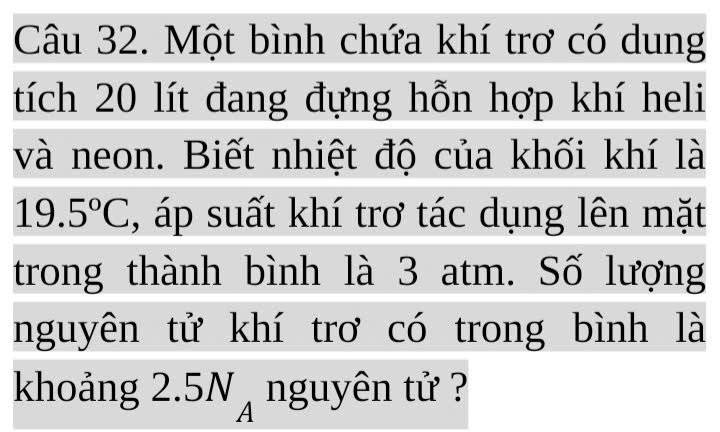 Câu 32. Một bình chứa khí trơ có dung
tích 20 lít đang đựng hỗn hợp khí heli
và neon. Biết nhiệt độ của khối khí là
19.5ºC, áp suất khí trơ tác dụng lên mặt
trong thành bình là 3 atm. Số lượng
nguyên tử khí trơ có trong bình là
khoảng 2.5N_A nguyên tử ?